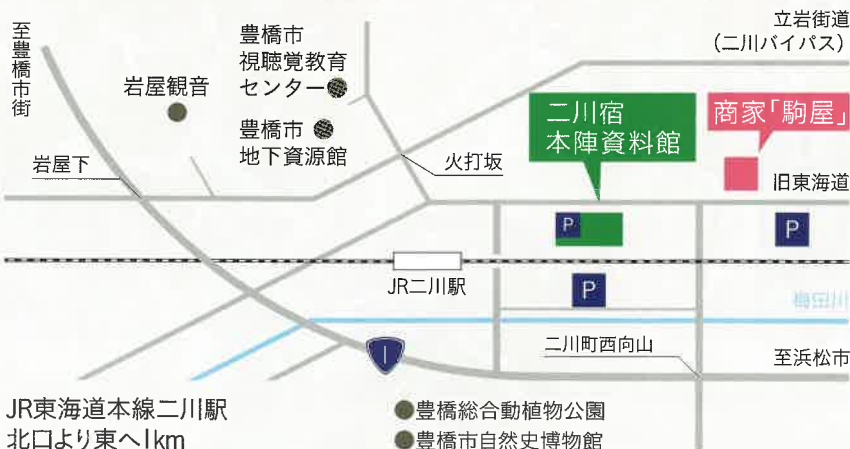 至豊橋市街
豊橋市
視聴覚教育
センター
岩屋観音
豊橋市
地下資源館
岩屋下
火打坂
立岩街道
(二川バイパス)
二川宿
本陣資料館
商家「駒屋」
旧東海道
P
P
P
JR二川駅
梅田川
1
二川町西向山
至浜松市
JR東海道本線二川駅
北口より東へ1km
豊橋総合動植物公園
豊橋市自然史博物館